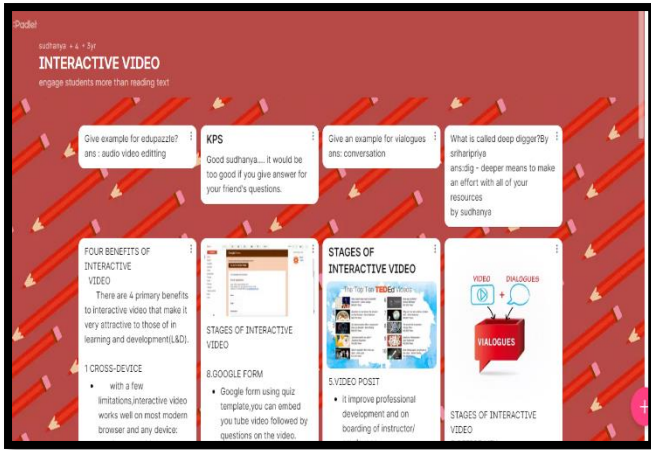 :Padlet
sudhanya + 4 + 3yr
INTERACTIVE VIDEO
engage students more than reading text
Give example for edupazzle?
ans : audio video editting
KPS
Good sudhanya.... it would be
too good if you give answer for
your friend's questions.
Give an example for vialogues
ans: conversation
What is called deep digger?By
sriharipriya
ans:dig - deeper means to make
an effort with all of your
resources
by sudhanya
FOUR BENEFITS OF
INTERACTIVE
VIDEO
There are 4 primary benefits
to interactive video that make it
very attractive to those of in
learning and development(L&D).
1 CROSS-DEVICE
• with a few
limitations,interactive video
works well on most modern
browser and any device:
STAGES OF INTERACTIVE
VIDEO
8.GOOGLE FORM
• Google form using quiz
template,you can embed
you tube video followed by
questions on the video.
STAGES OF
INTERACTIVE VIDEO
The Top Ten TEDEd Videos
5.VIDEO POSIT
• it improve professional
development and on
boarding of instructor/
VIDEO DIALOGUES
+
VIALOGUES
STAGES OF INTERACTIVE
VIDEO